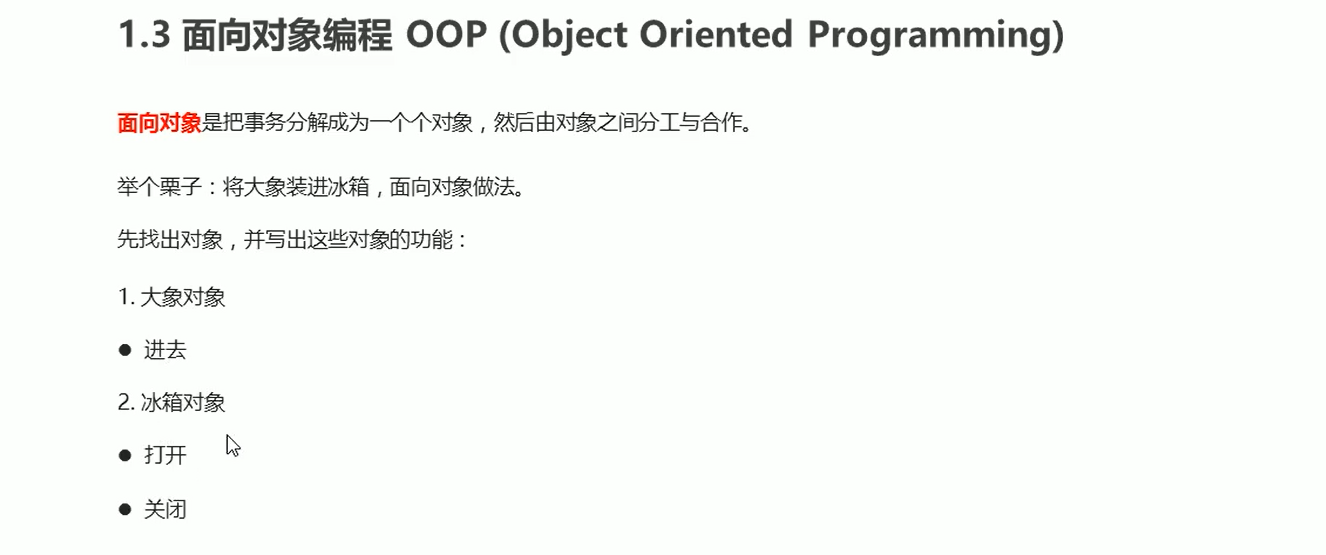 1.3 面向对象编程 OOP (Object Oriented Programming)
面向对象是把事务分解成为一个个对象，然后由对象之间分工与合作。
举个栗子：将大象装进冰箱，面向对象做法。
先找出对象，并写出这些对象的功能：
1. 大象对象
● 进去
2. 冰箱对象
● 打开
● 关闭